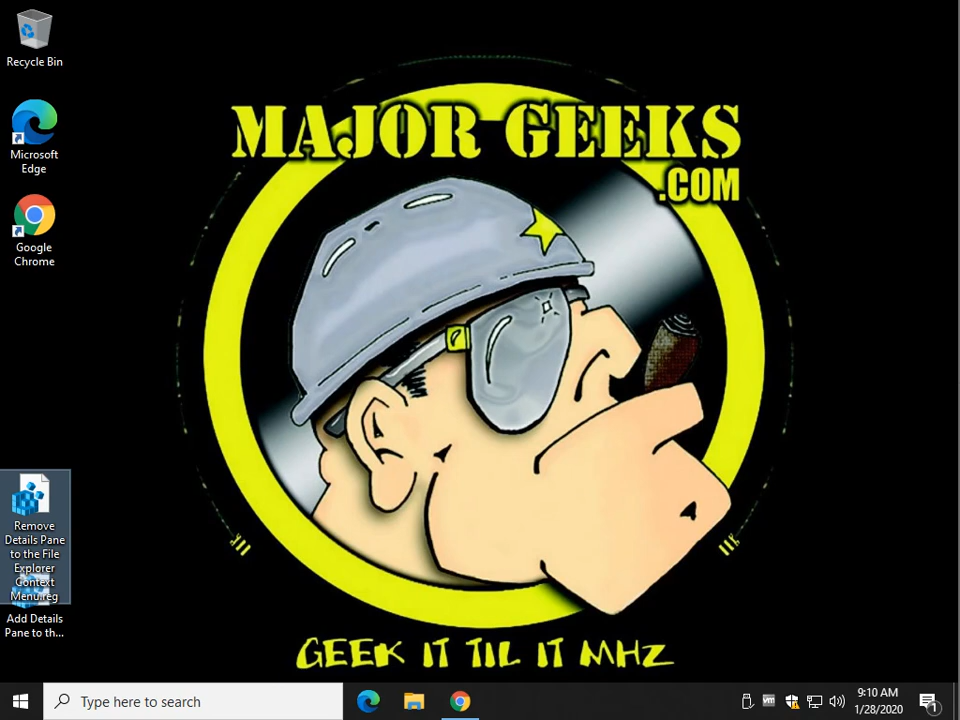 Recycle Bin
Microsoft
Edge
Google
Chrome
MAJOR GEEKS
.COM
Remove
Details Pane
to the File
Explorer
Context
Menu.reg
Add Details
Pane to th...
GEEK IT TIL IT MHZ
Type here to search
vm
9:10 AM
1/28/2020
1